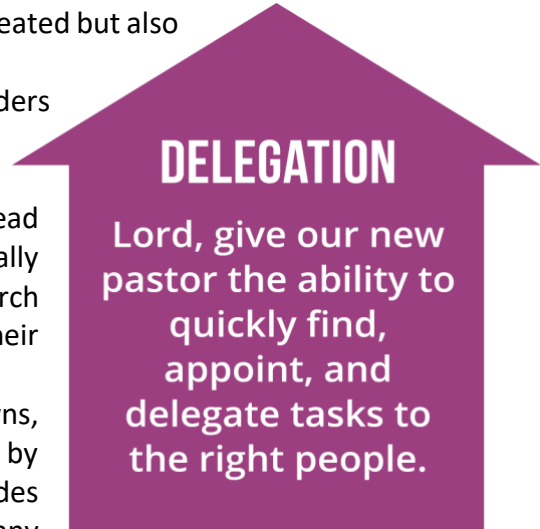 eated but also
ders
ead
ally
rch
heir
ns,
by
des
DELEGATION
Lord, give our new
pastor the ability to
quickly find,
appoint, and
delegate tasks to
the right people.